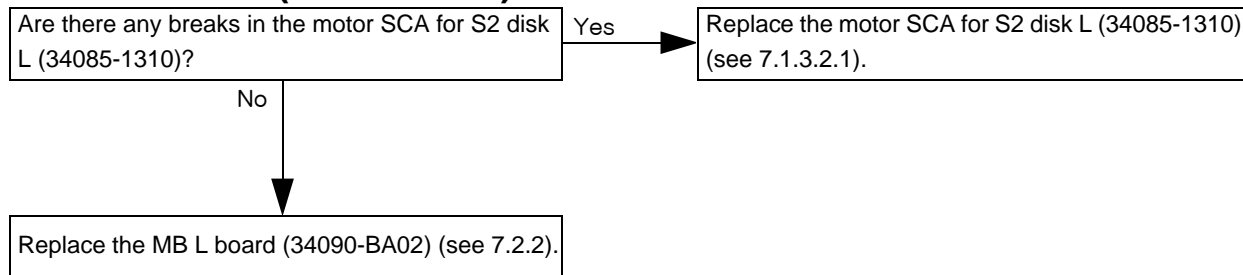 Are there any breaks in the motor SCA for S2 disk
L (34085-1310)?
Yes
Replace the motor SCA for S2 disk L (34085-1310)
(see 7.1.3.2.1).
No
Replace the MB L board (34090-BA02) (see 7.2.2).